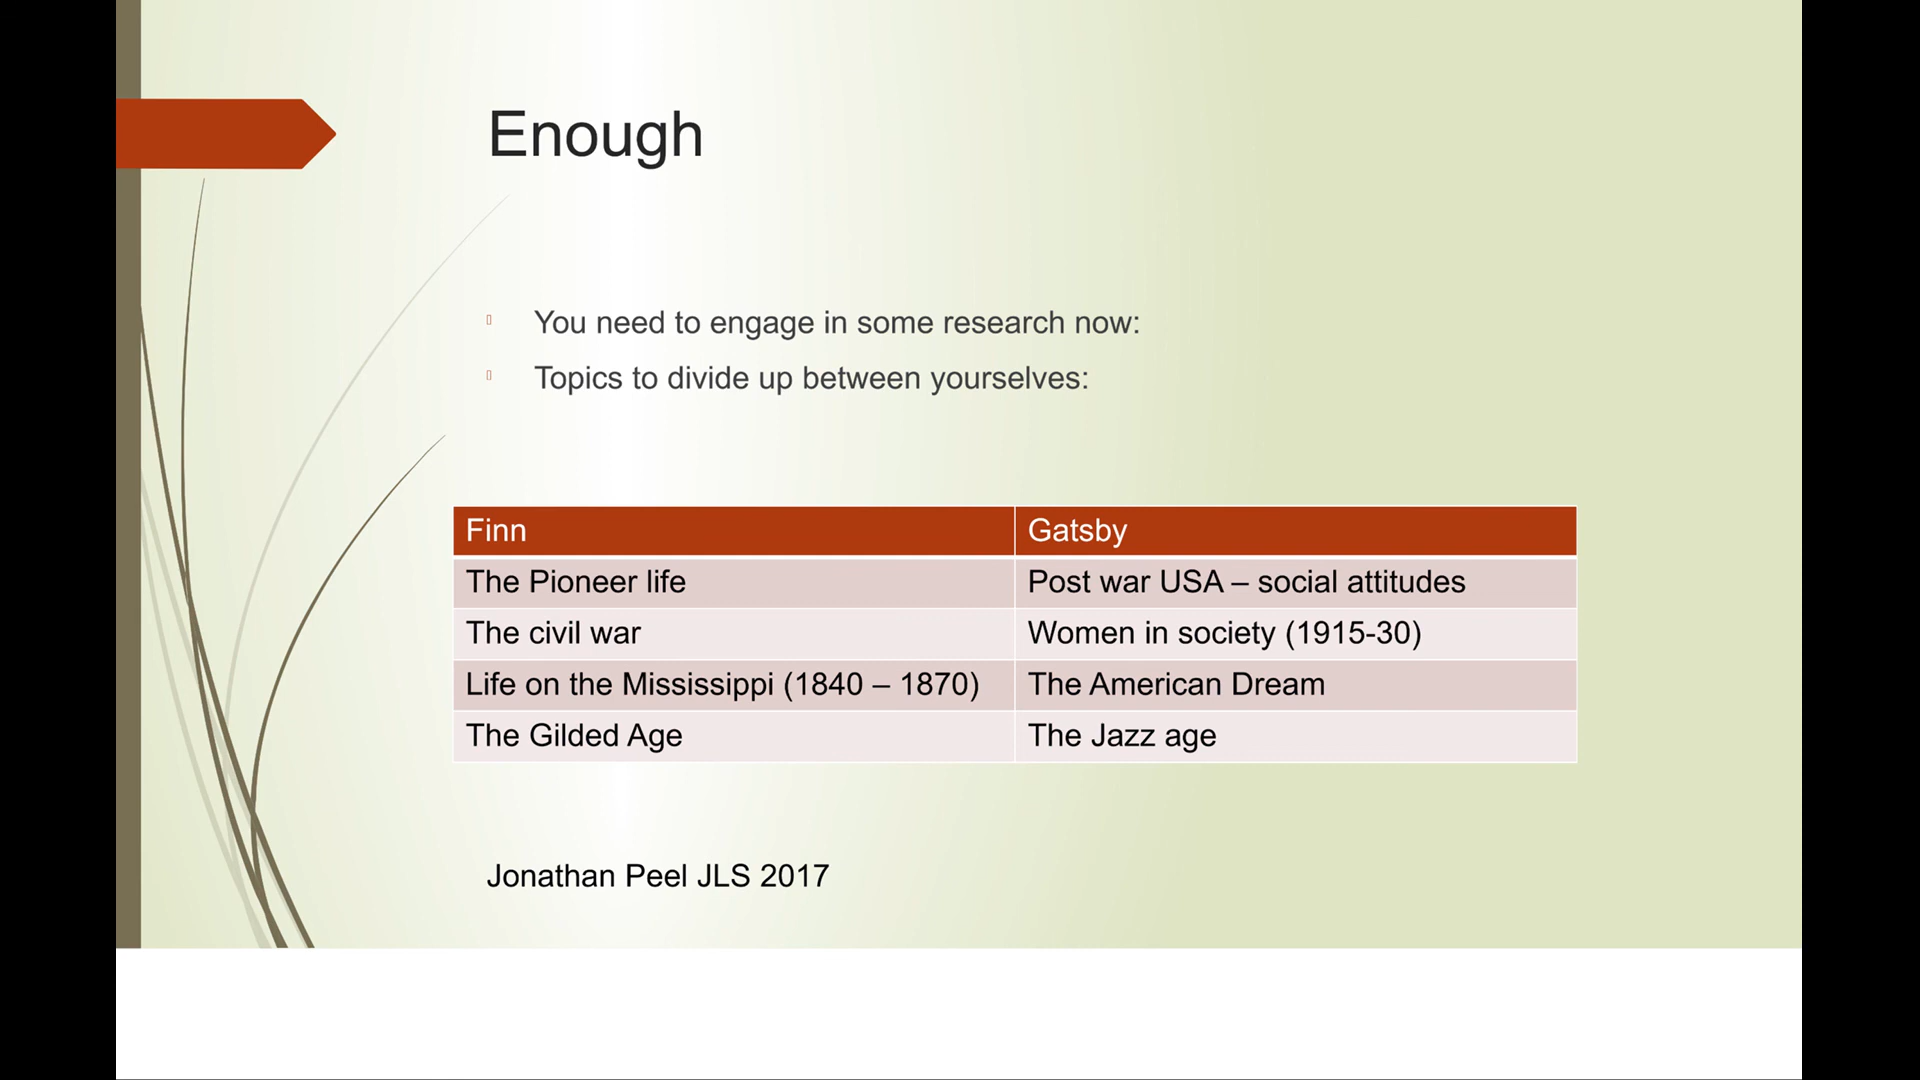 Enough
You need to engage in some research now:
Topics to divide up between yourselves:
Finn Gatsby
The Pioneer life Post war USA – social attitudes
The civil war Women in society (1915-30)
Life on the Mississippi (1840 – 1870) The American Dream
The Gilded Age The Jazz age
Jonathan Peel JLS 2017